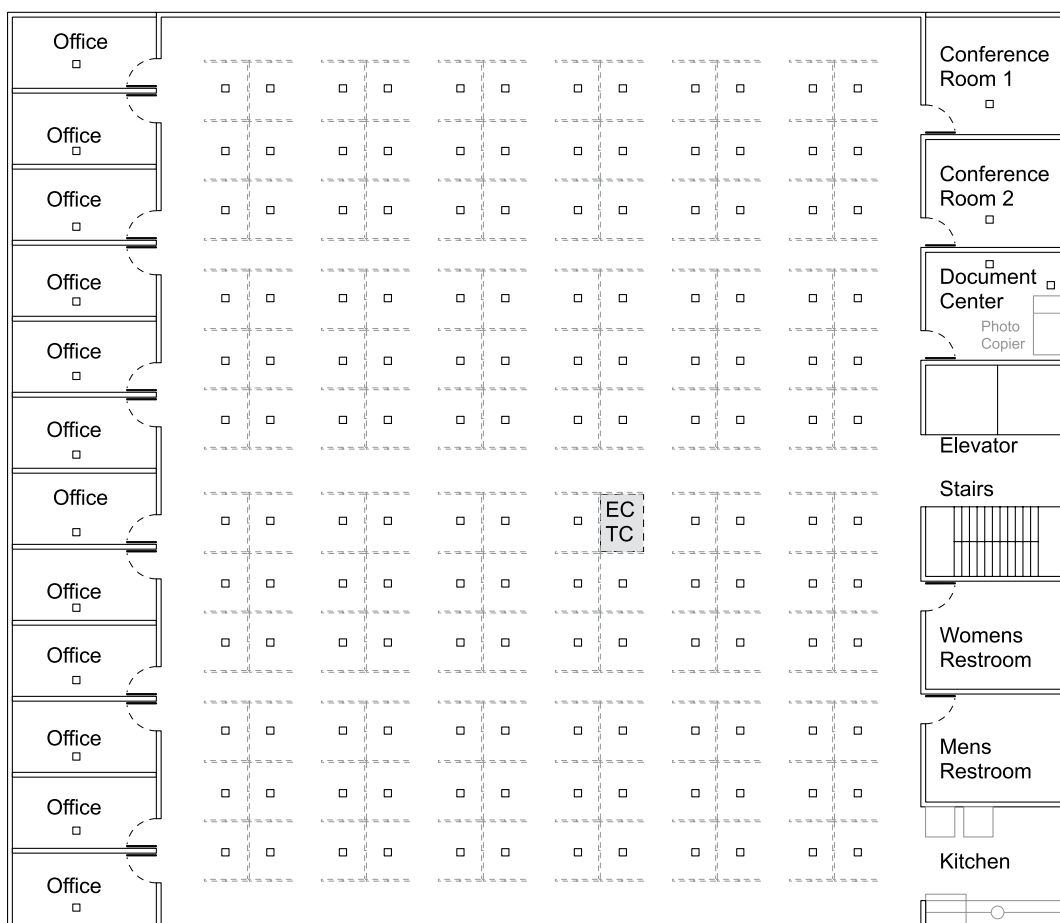 Office
Office
Office
Office
Office
Office
Office
Office
Office
Office
Office
Office
EC
TC
Conference
Room 1
Conference
Room 2
Document
Center
Photo
Copier
Elevator
Stairs
Womens
Restroom
Mens
Restroom
Kitchen